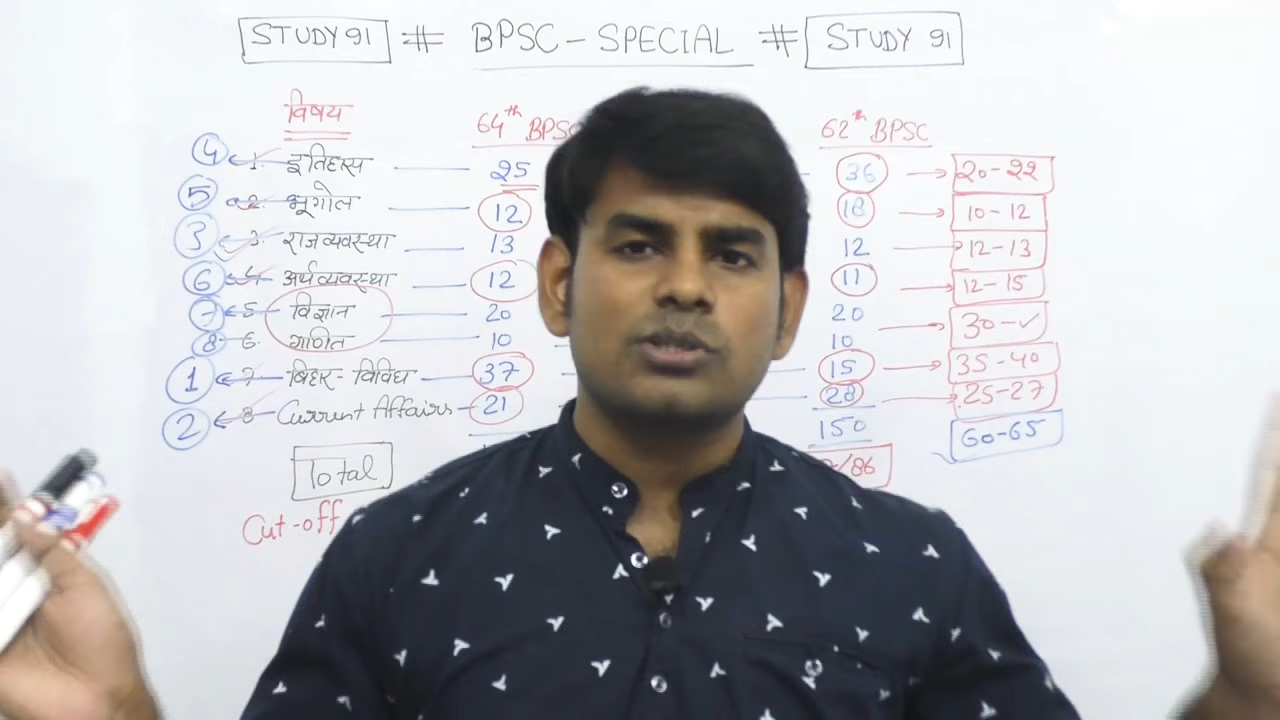 STUDY 91 # BPSC - SPECIAL # STUDY 91
विषय 64th BPSC 62th BPSC
4 1. इतिहास 25 36 20-22
5 2. भूगोल 12 18 10-12
3 3. राजव्यवस्था 13 12 12-13
6 4. अर्थव्यवस्था 12 11 12-15
7 5. विज्ञान 20 20 30-✓
8 6. गणित 10 10
1 7. बिहार-विविध 37 15 35-40
2 8. Current Affairs 21 28 25-27
150 60-65
Total /86
Cut-off